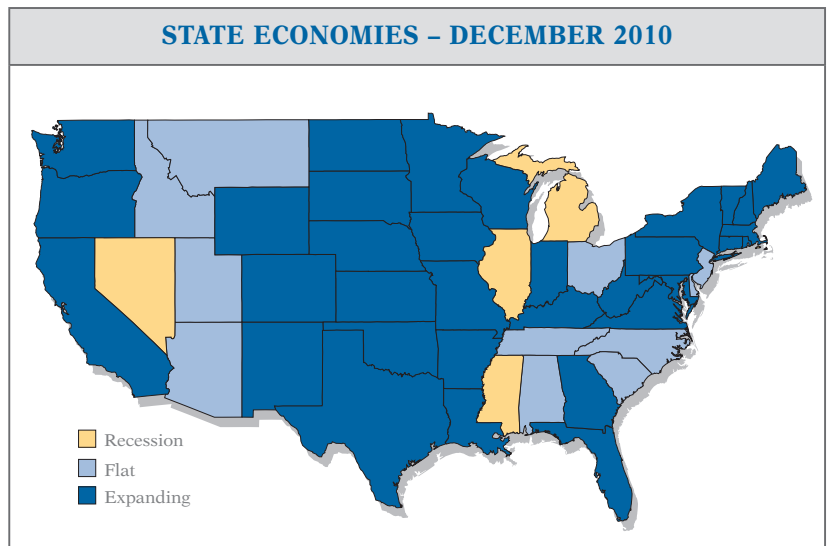 STATE ECONOMIES – DECEMBER 2010
Recession
Flat
Expanding